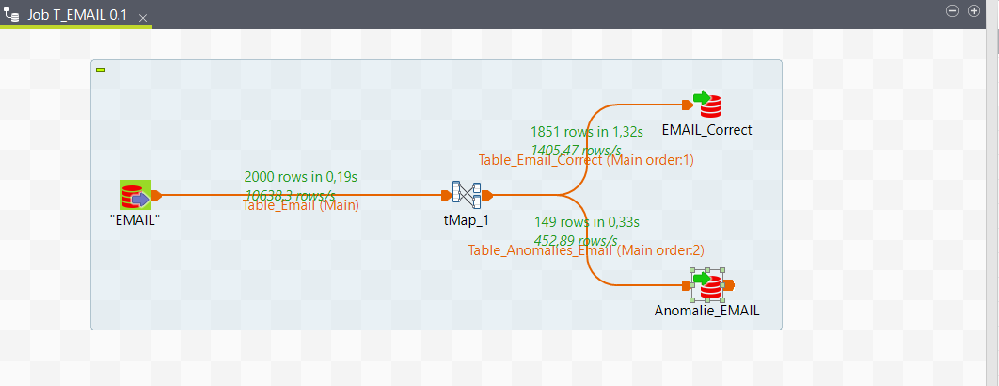 Job T_EMAIL 0.1
1851 rows in 1,32s
1405.47 rows/s
Table_Email_Correct (Main order:1)
EMAIL_Correct
2000 rows in 0,19s
10638.3 rows/s
Table_Email (Main)
"EMAIL"
tMap_1
149 rows in 0,33s
452.89 rows/s
Table_Anomalies_Email (Main order:2)
Anomalie_EMAIL